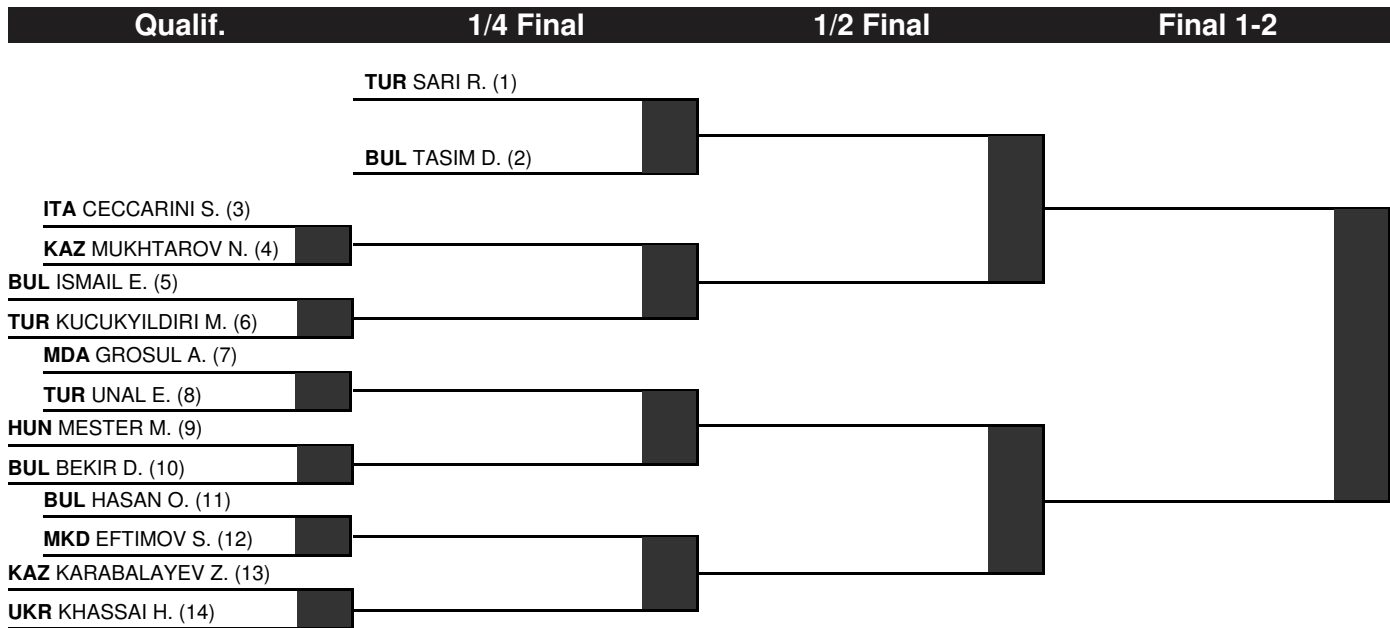 Qualif. 1/4 Final 1/2 Final Final 1-2
TUR SARI R. (1)
BUL TASIM D. (2)
ITA CECCARINI S. (3)
KAZ MUKHTAROV N. (4)
BUL ISMAIL E. (5)
TUR KUCUKYILDIRI M. (6)
MDA GROSUL A. (7)
TUR UNAL E. (8)
HUN MESTER M. (9)
BUL BEKIR D. (10)
BUL HASAN O. (11)
MKD EFTIMOV S. (12)
KAZ KARABALAYEV Z. (13)
UKR KHASSAI H. (14)